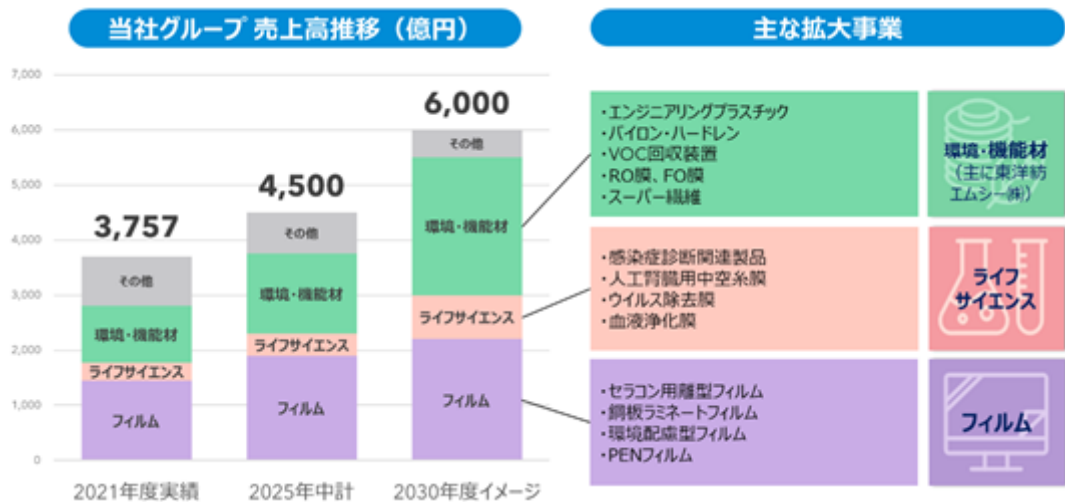 当社グループ 売上高推移（億円）
主な拡大事業
7,000
6,000
5,000
4,000
3,000
2,000
1,000
0
3,757
その他
環境・機能材
ライフサイエンス
フィルム
2021年度実績
4,500
その他
環境・機能材
ライフサイエンス
フィルム
2025年中計
6,000
その他
環境・機能材
ライフサイエンス
フィルム
2030年度イメージ
・エンジニアリングプラスチック
・バイロン・ハードレン
・VOC回収装置
・RO膜、FO膜
・スーパー繊維
環境・機能材
（主に東洋紡
エムシー㈱）
・感染症診断関連製品
・人工腎臓用中空糸膜
・ウイルス除去膜
・血液浄化膜
ライフ
サイエンス
・セラコン用離型フィルム
・鋼板ラミネートフィルム
・環境配慮型フィルム
・PENフィルム
フィルム